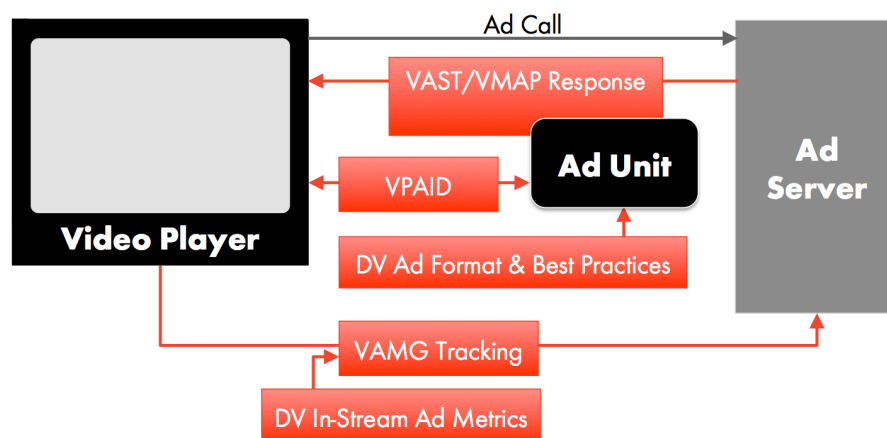 Ad Call
VAST/VMAP Response
Ad Unit
Ad
Server
VPAID
Video Player
DV Ad Format & Best Practices
VAMG Tracking
DV In-Stream Ad Metrics